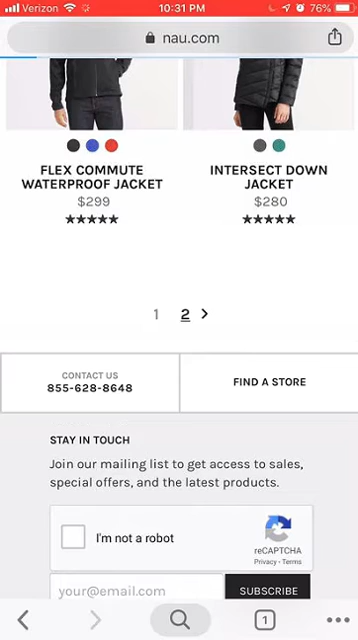 Verizon 10:31 PM 76%
nau.com
FLEX COMMUTE
WATERPROOF JACKET
$299
★★★★★
INTERSECT DOWN
JACKET
$280
★★★★★
1 2 >
CONTACT US
855-628-8648
FIND A STORE
STAY IN TOUCH
Join our mailing list to get access to sales,
special offers, and the latest products.
I'm not a robot
reCAPTCHA
Privacy - Terms
your@email.com
SUBSCRIBE
1